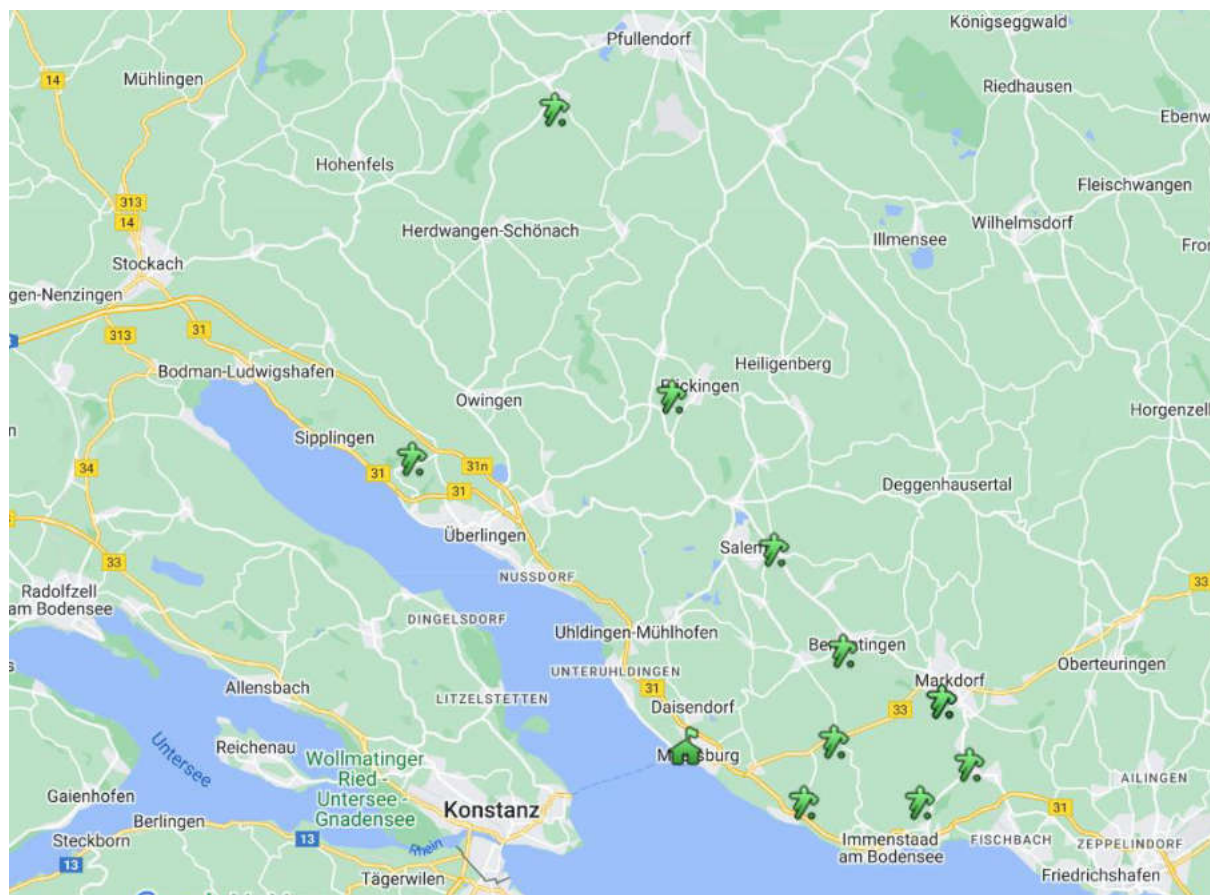 Königseggwald
Pfullendorf
14
Mühlingen
Riedhausen
Hohenfels
Fleischwangen
313
14
Wilhelmsdorf
Herdwangen-Schönach
Illmensee
Stockach
gen-Nenzingen
313
31
Heiligenberg
Bodman-Ludwigshafen
Owingen
Horgenzell
Sipplingen
34
31
31n
31
Deggenhausertal
Überlingen
33
Salem
NUSSDORF
33
Radolfzell
am Bodensee
DINGELSDORF
Uhldingen-Mühlhofen
Oberteuringen
UNTERUHLDINGEN
Allensbach
LITZELSTETTEN
31
Markdorf
Daisendorf
33
Reichenau
Untersee
Wollmatinger
Ried -
Untersee -
Gnadensee
AILINGEN
Gaienhofen
Konstanz
31
Berlingen
Steckborn
13
Rhein
Immenstaad
am Bodensee
FISCHBACH
ZEPPELINDORF
13
Tägerwilen
Friedrichshafen